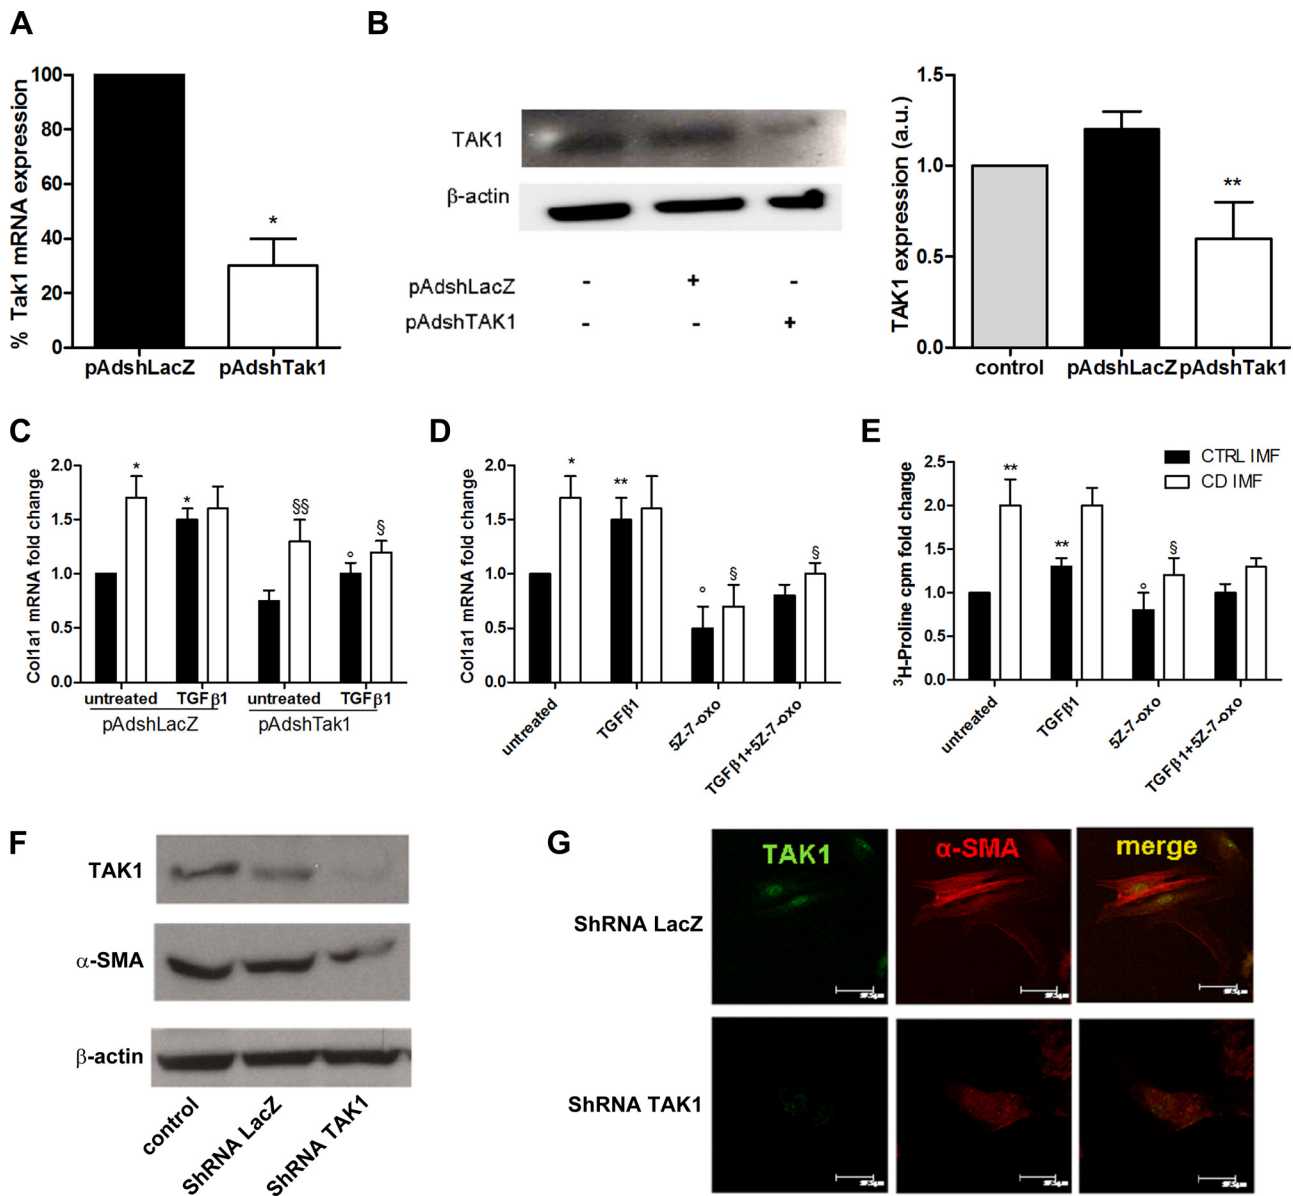 A
% Tak1 mRNA expression
100
80
60
40
20
0
*
pAdshLacZ
pAdshTak1
B
TAK1
β-actin
pAdshLacZ - + -
pAdshTAK1 - - +
TAK1 expression (a.u.)
1.5
1.0
0.5
0.0
**
control
pAdshLacZ
pAdshTak1
C
Col1a1 mRNA fold change
2.0
1.5
1.0
0.5
0.0
*
*
§§
°
§
untreated
TGFβ1
untreated
TGFβ1
pAdshLacZ
pAdshTak1
D
Col1a1 mRNA fold change
2.0
1.5
1.0
0.5
0.0
*
**
°
§
§
untreated
TGFβ1
5Z-7-oxo
TGFβ1+5Z-7-oxo
E
³H-Proline cpm fold change
2.5
2.0
1.5
1.0
0.5
0.0
**
**
°
§
CTRL IMF
CD IMF
untreated
TGFβ1
5Z-7-oxo
TGFβ1+5Z-7-oxo
F
TAK1
α-SMA
β-actin
control
ShRNA LacZ
ShRNA TAK1
G
TAK1
α-SMA
merge
ShRNA LacZ
ShRNA TAK1